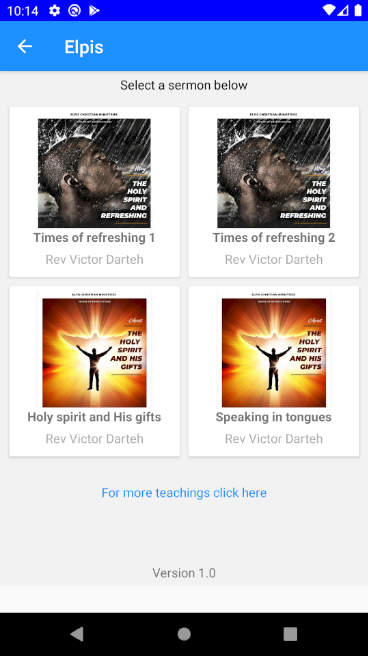 10:14
Elpis
Select a sermon below
ELPIS CHRISTIAN MINISTRIES
THE
HOLY
SPIRIT
AND
REFRESHING
Times of refreshing 1
Rev Victor Darteh
ELPIS CHRISTIAN MINISTRIES
THE
HOLY
SPIRIT
AND
REFRESHING
Times of refreshing 2
Rev Victor Darteh
ELPIS CHRISTIAN MINISTRIES
April
THE
HOLY
SPIRIT
AND HIS
GIFTS
Holy spirit and His gifts
Rev Victor Darteh
ELPIS CHRISTIAN MINISTRIES
April
THE
HOLY
SPIRIT
AND HIS
GIFTS
Speaking in tongues
Rev Victor Darteh
For more teachings click here
Version 1.0